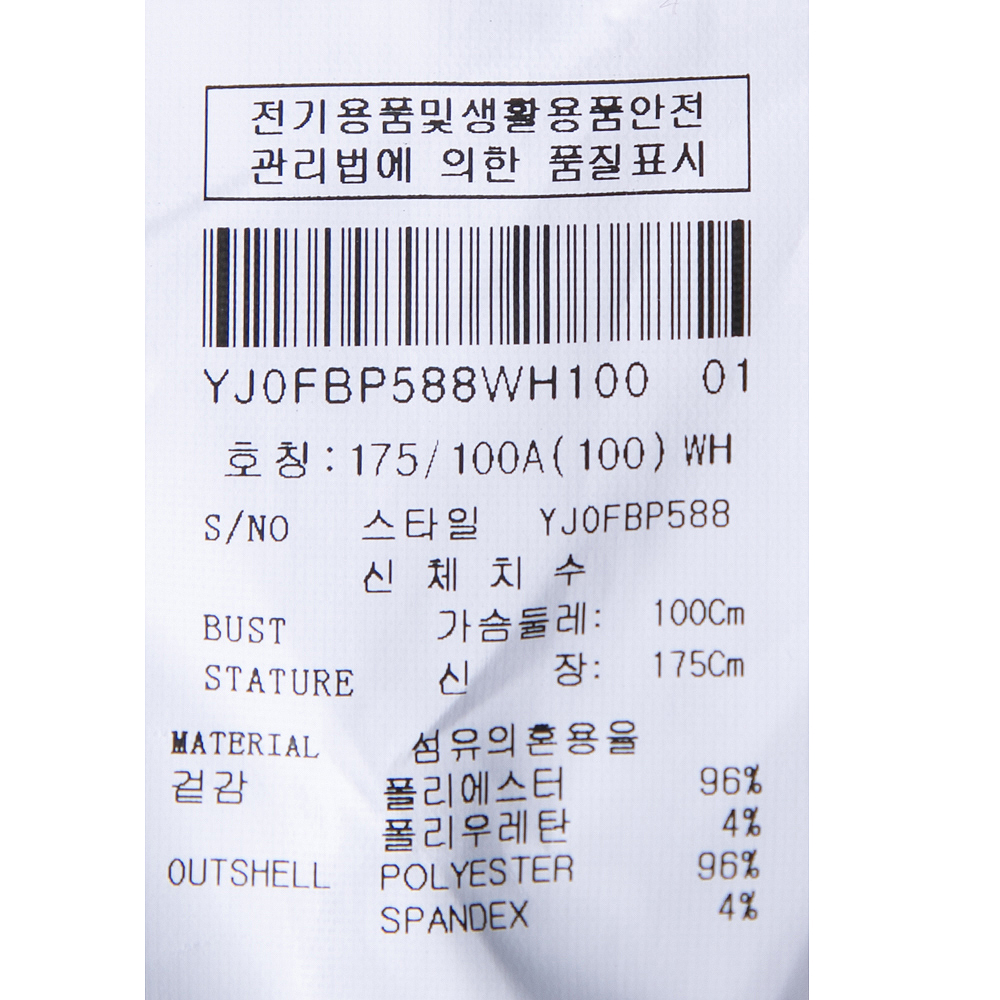 전기용품및생활용품안전
관리법에 의한 품질표시
YJ0FBP588WH100 01
호칭:175/100A(100) WH
S/NO 스타일 YJ0FBP588
신 체 치 수
BUST 가슴둘레: 100Cm
STATURE 신 장: 175Cm
MATERIAL 섬유의혼용율
겉감 폴리에스터 96%
폴리우레탄 4%
OUTSHELL POLYESTER 96%
SPANDEX 4%